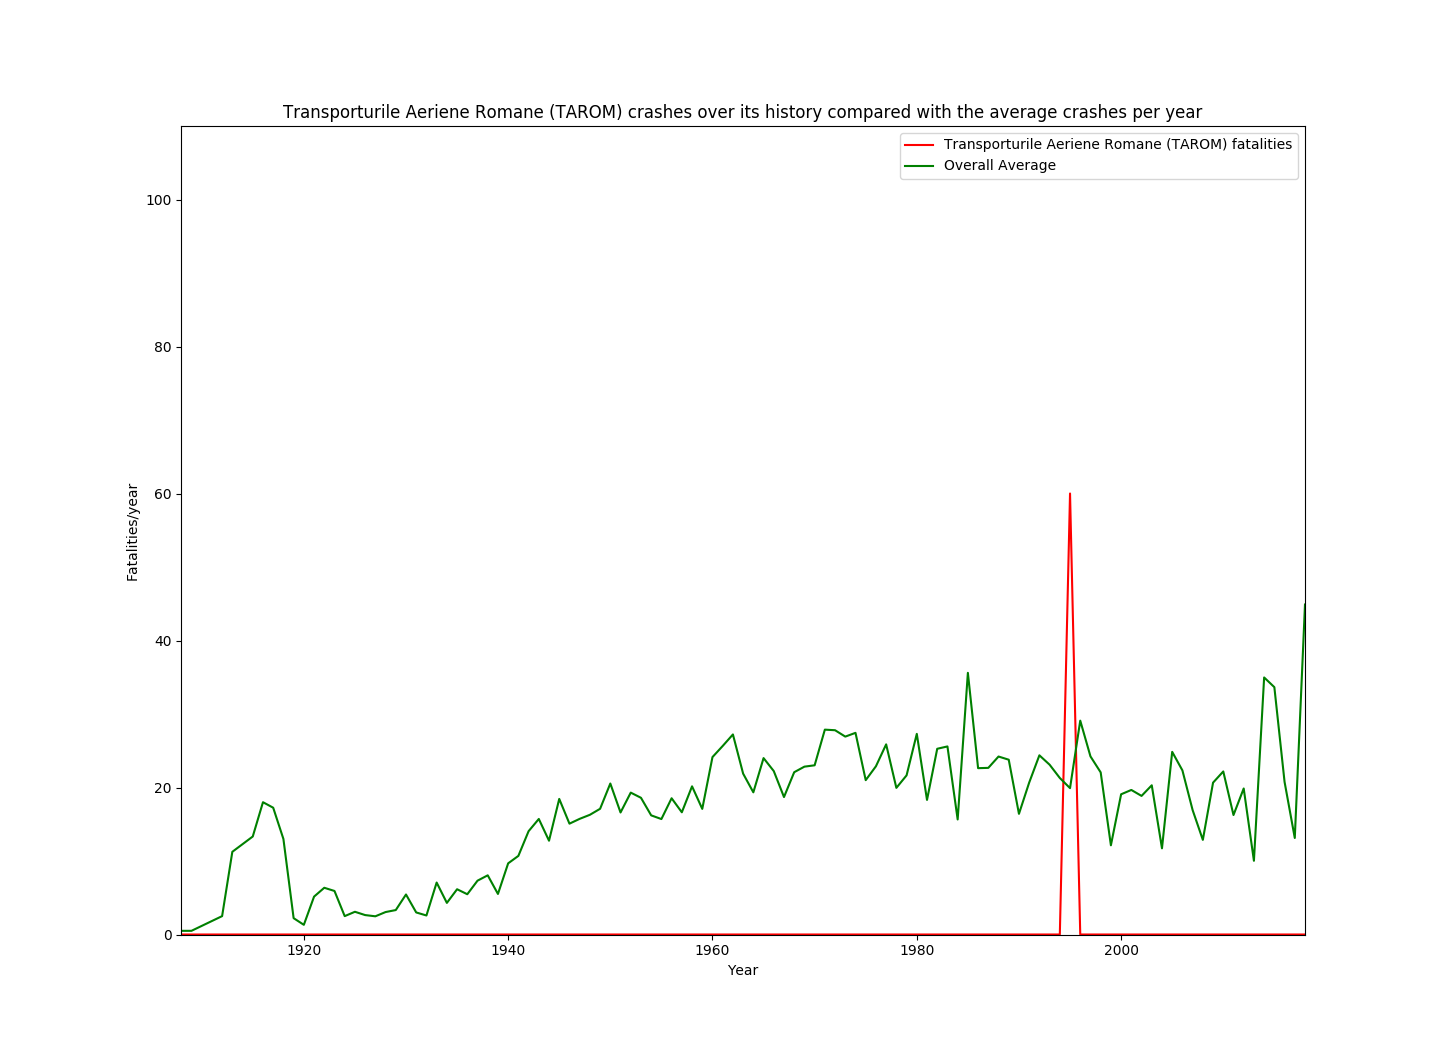 Transporturile Aeriene Romane (TAROM) crashes over its history compared with the average crashes per year
Transporturile Aeriene Romane (TAROM) fatalities
Overall Average
100
80
60
40
20
0
Fatalities/year
1920 1940 1960 1980 2000
Year